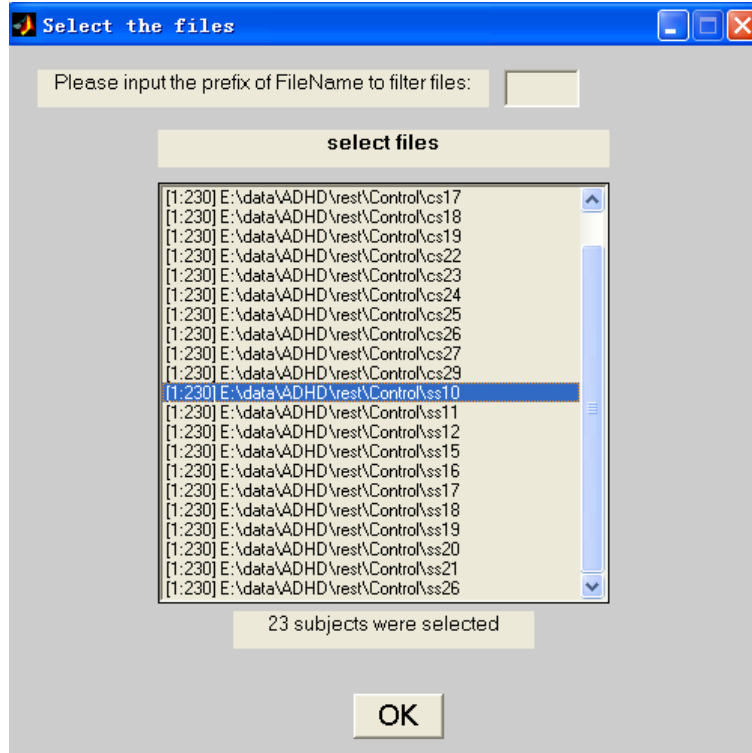 Select the files
Please input the prefix of FileName to filter files:
select files
[1:230] E:\data\ADHD\rest\Control\cs17
[1:230] E:\data\ADHD\rest\Control\cs18
[1:230] E:\data\ADHD\rest\Control\cs19
[1:230] E:\data\ADHD\rest\Control\cs22
[1:230] E:\data\ADHD\rest\Control\cs23
[1:230] E:\data\ADHD\rest\Control\cs24
[1:230] E:\data\ADHD\rest\Control\cs25
[1:230] E:\data\ADHD\rest\Control\cs26
[1:230] E:\data\ADHD\rest\Control\cs27
[1:230] E:\data\ADHD\rest\Control\cs29
[1:230] E:\data\ADHD\rest\Control\ss10
[1:230] E:\data\ADHD\rest\Control\ss11
[1:230] E:\data\ADHD\rest\Control\ss12
[1:230] E:\data\ADHD\rest\Control\ss15
[1:230] E:\data\ADHD\rest\Control\ss16
[1:230] E:\data\ADHD\rest\Control\ss17
[1:230] E:\data\ADHD\rest\Control\ss18
[1:230] E:\data\ADHD\rest\Control\ss19
[1:230] E:\data\ADHD\rest\Control\ss20
[1:230] E:\data\ADHD\rest\Control\ss21
[1:230] E:\data\ADHD\rest\Control\ss26
23 subjects were selected
OK